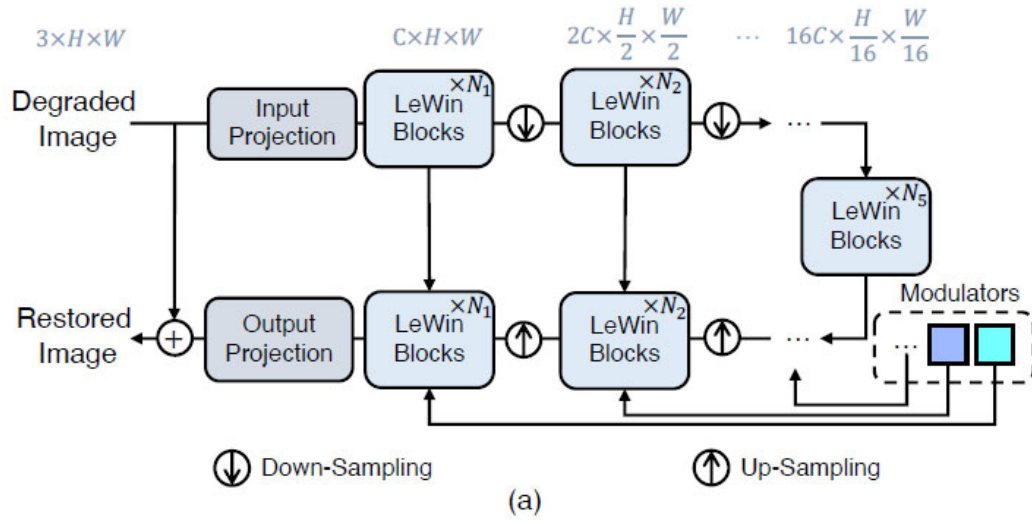 3×H×W
C×H×W
2C×H/2×W/2
...
16C×H/16×W/16
Degraded
Image
Input
Projection
LeWin
Blocks
×N₁
LeWin
Blocks
×N₂
...
LeWin
Blocks
×N₅
Restored
Image
+
Output
Projection
LeWin
Blocks
×N₁
LeWin
Blocks
×N₂
...
Modulators
...
Down-Sampling
Up-Sampling
(a)